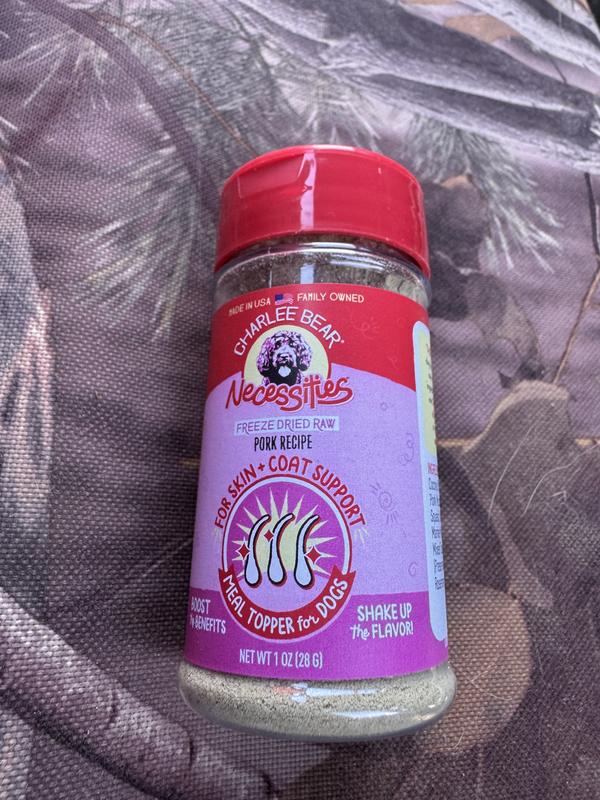 MADE IN USA FAMILY OWNED
CHARLEE BEAR®
Necessities
FREEZE DRIED RAW
PORK RECIPE
FOR SKIN + COAT SUPPORT
MEAL TOPPER for DOGS
BOOST
the BENEFITS
SHAKE UP
the FLAVOR!
NET WT 1 OZ (28 G)